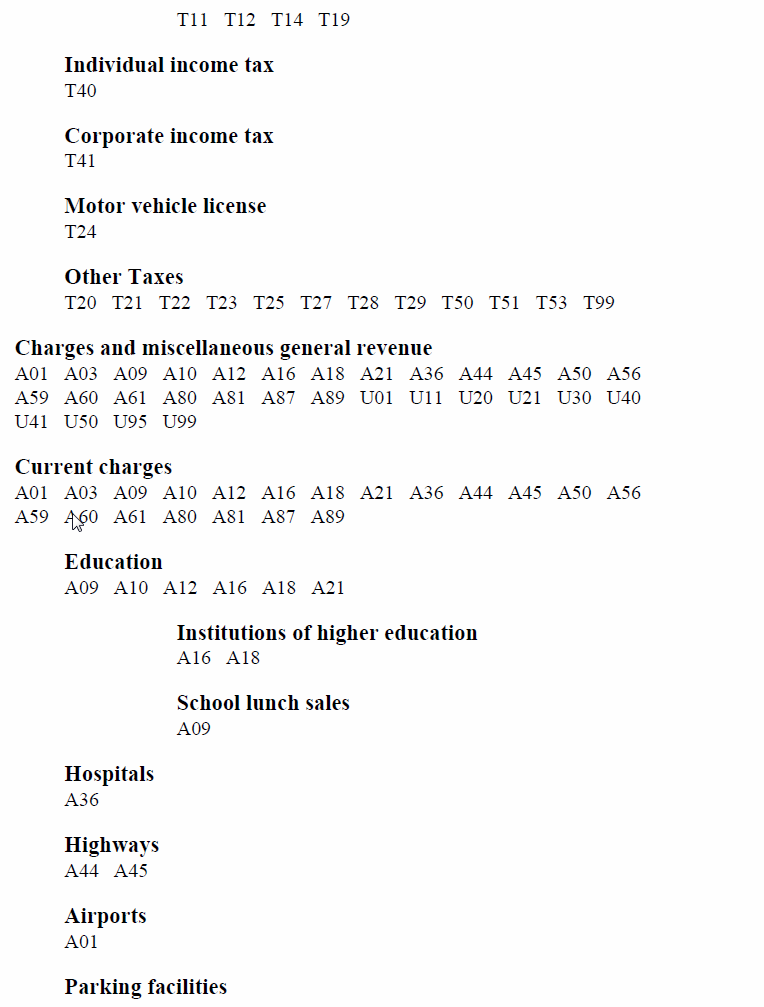 T11 T12 T14 T19
Individual income tax
T40
Corporate income tax
T41
Motor vehicle license
T24
Other Taxes
T20 T21 T22 T23 T25 T27 T28 T29 T50 T51 T53 T99
Charges and miscellaneous general revenue
A01 A03 A09 A10 A12 A16 A18 A21 A36 A44 A45 A50 A56
A59 A60 A61 A80 A81 A87 A89 U01 U11 U20 U21 U30 U40
U41 U50 U95 U99
Current charges
A01 A03 A09 A10 A12 A16 A18 A21 A36 A44 A45 A50 A56
A59 A60 A61 A80 A81 A87 A89
Education
A09 A10 A12 A16 A18 A21
Institutions of higher education
A16 A18
School lunch sales
A09
Hospitals
A36
Highways
A44 A45
Airports
A01
Parking facilities